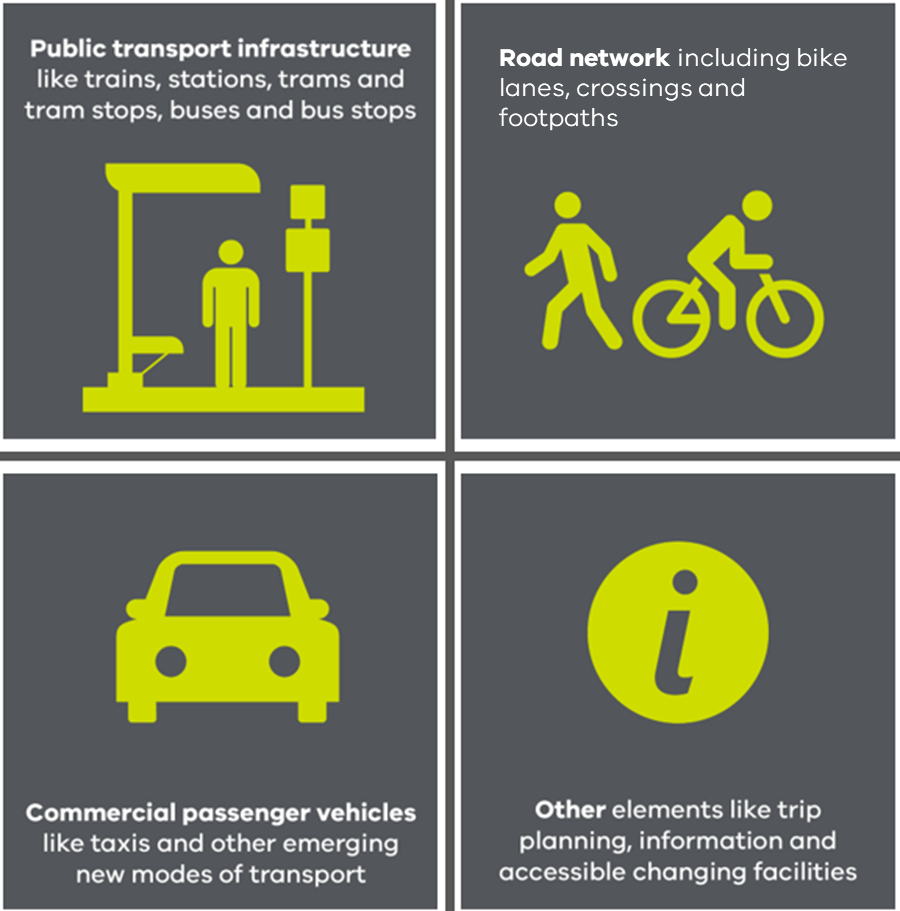 Public transport infrastructure
like trains, stations, trams and
tram stops, buses and bus stops
Road network including bike
lanes, crossings and
footpaths
i
Commercial passenger vehicles
like taxis and other emerging
new modes of transport
Other elements like trip
planning, information and
accessible changing facilities